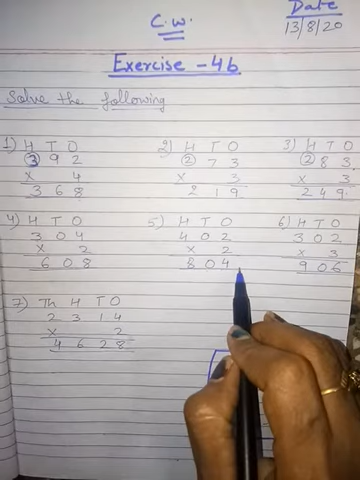 C.W.
Date
13/8/20
Exercise - 4b
Solve the following
1) H T O
3 9 2
x 4
3 6 8
2) H T O
2 7 3
x 3
2 1 9
3) H T O
2 8 3
x 3
2 4 9
4) H T O
3 0 4
x 2
6 0 8
5) H T O
4 0 2
x 2
8 0 4
6) H T O
3 0 2
x 3
9 0 6
7) Th H T O
2 3 1 4
x 2
4 6 2 8